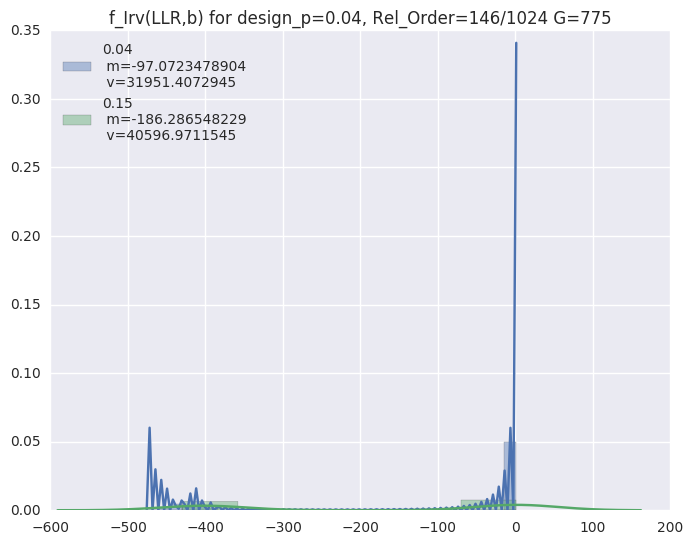 f_Irv(LLR,b) for design_p=0.04, Rel_Order=146/1024 G=775
0.04
m=-97.0723478904
v=31951.4072945
0.15
m=-186.286548229
v=40596.9711545
0.35
0.30
0.25
0.20
0.15
0.10
0.05
0.00
−600 −500 −400 −300 −200 −100 0 100 200